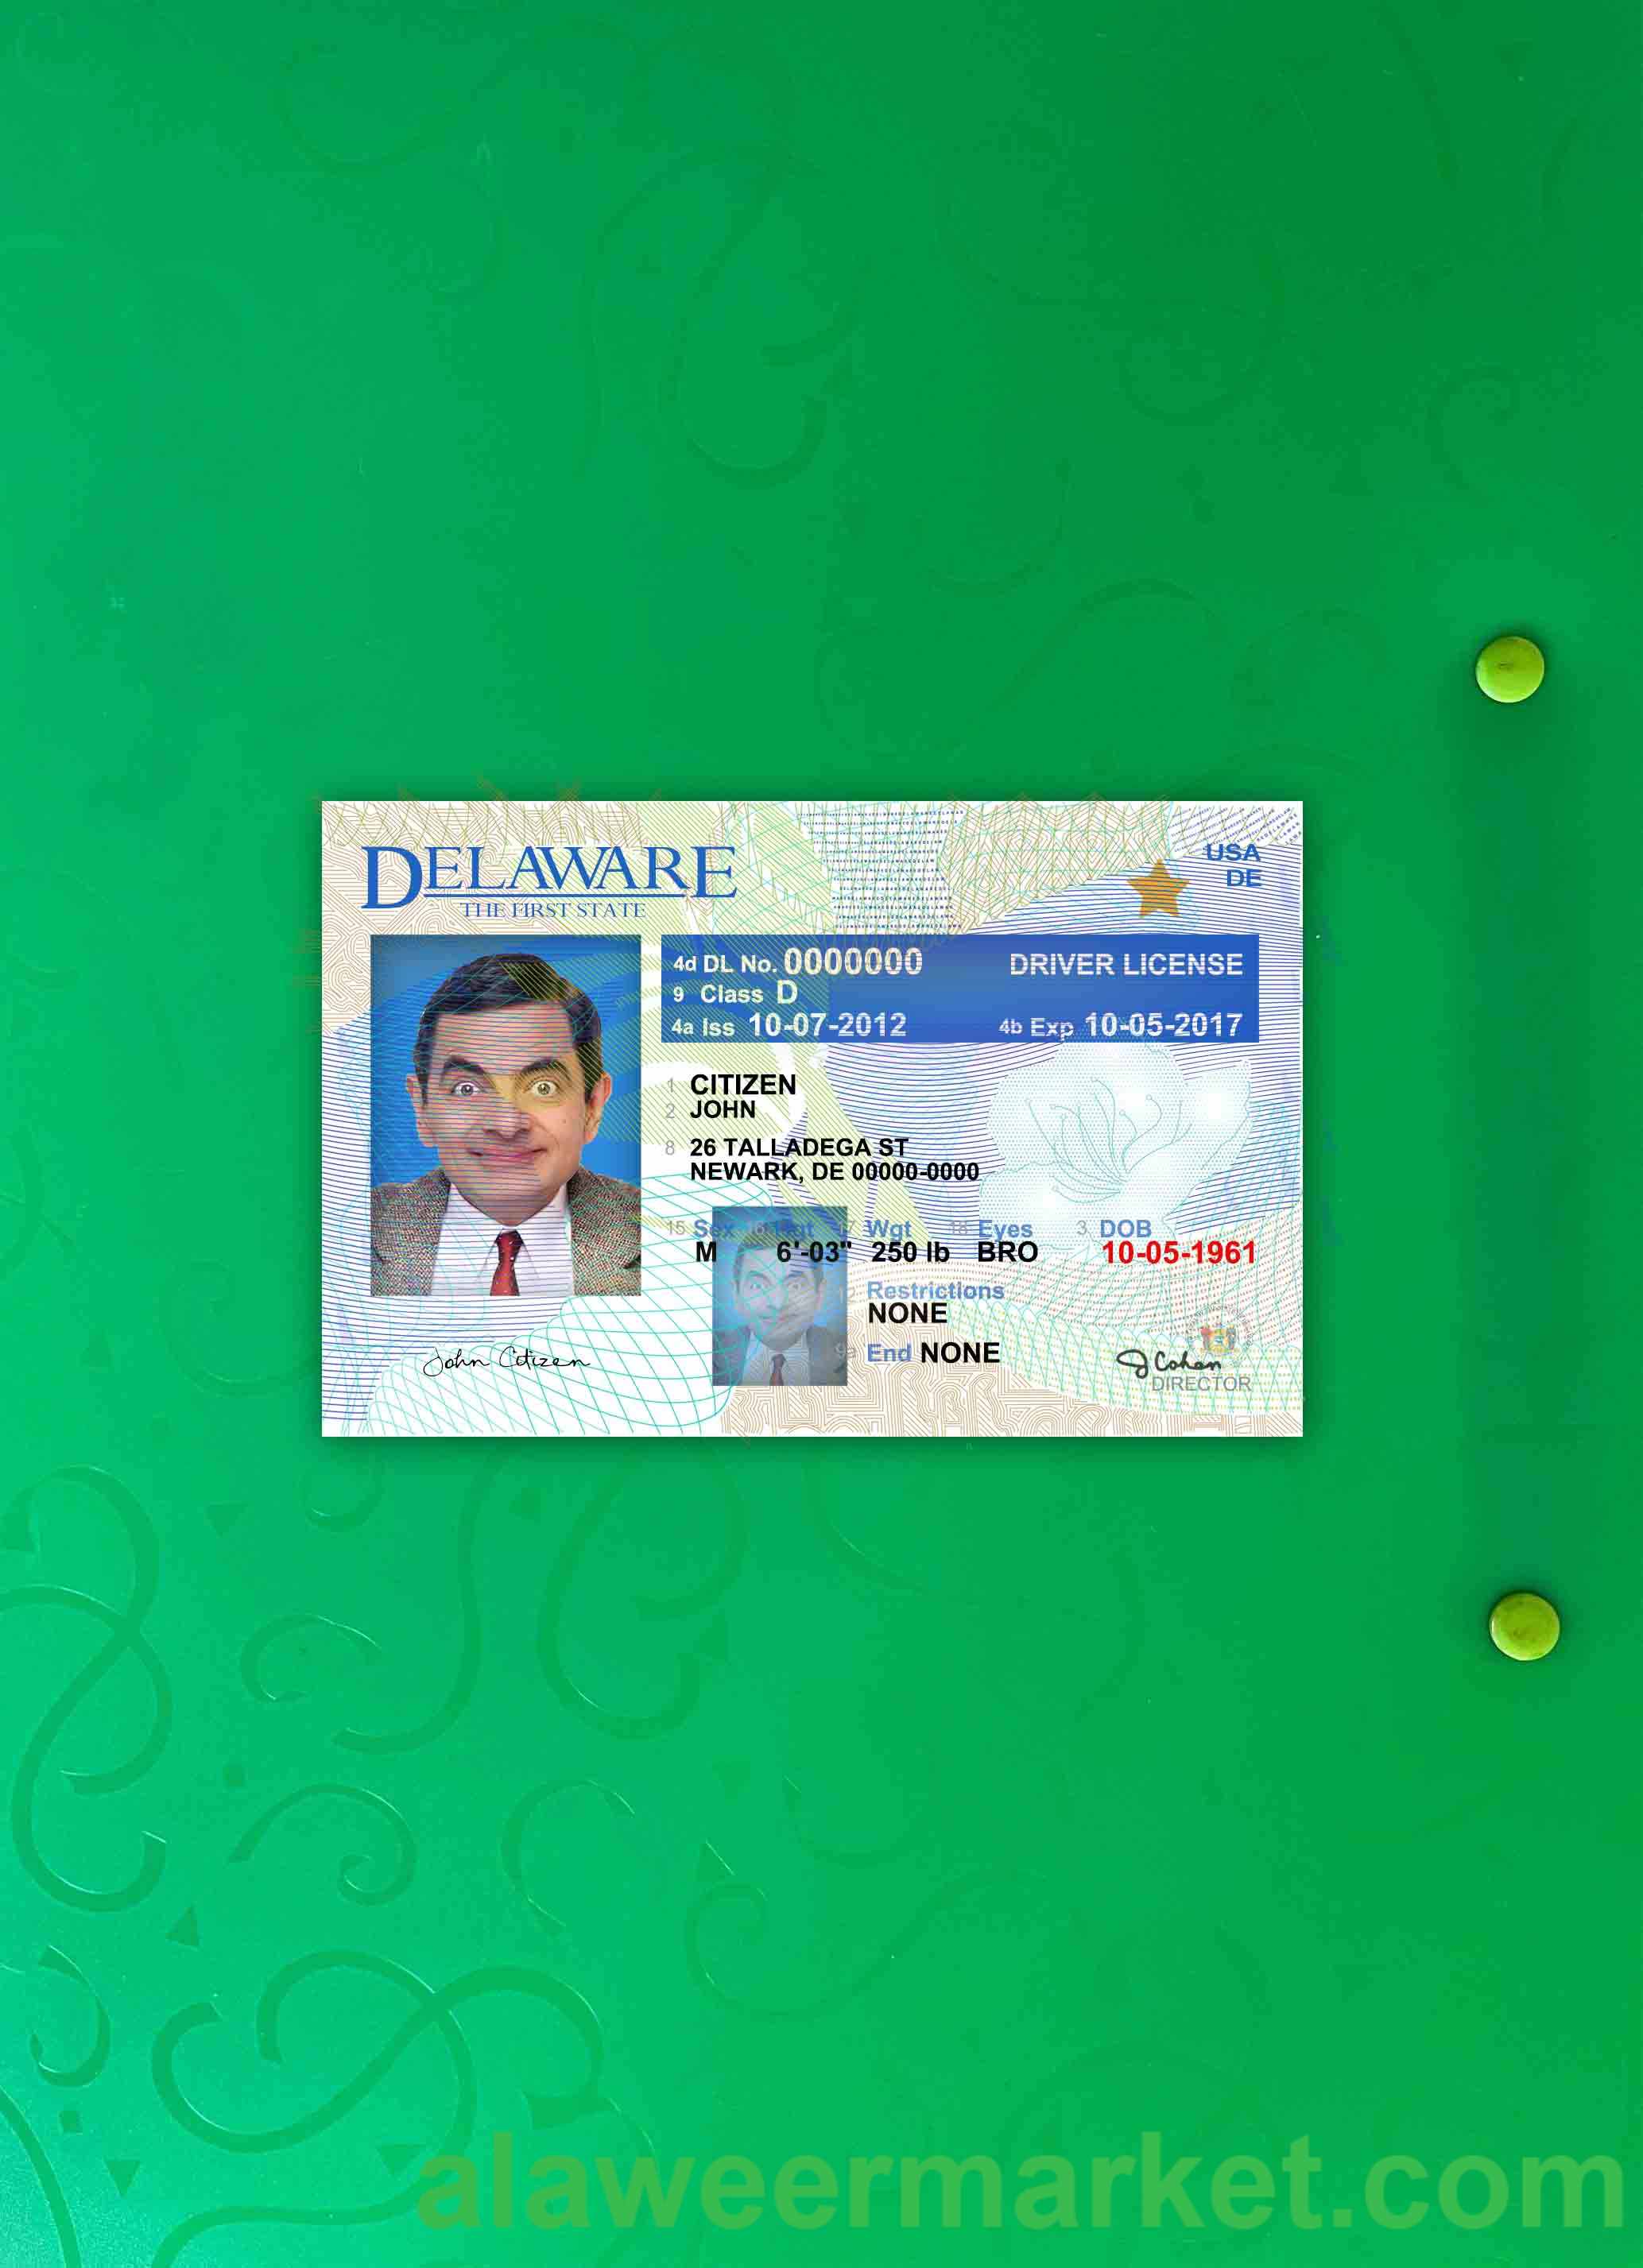 USA
DELAWARE
DE
THE FIRST STATE
4d DL No. 0000000 DRIVER LICENSE
9 Class D
4a Iss 10-07-2012 4b Exp 10-05-2017
1 CITIZEN
2 JOHN
8 26 TALLADEGA ST
NEWARK, DE 00000-0000
15 Sex 16 Hgt 17 Wgt 18 Eyes 3 DOB
M 6'-03" 250 lb BRO 10-05-1961
Restrictions
NONE
9a End NONE
John Citizen
J Cohen
DIRECTOR
alaweermarket.com